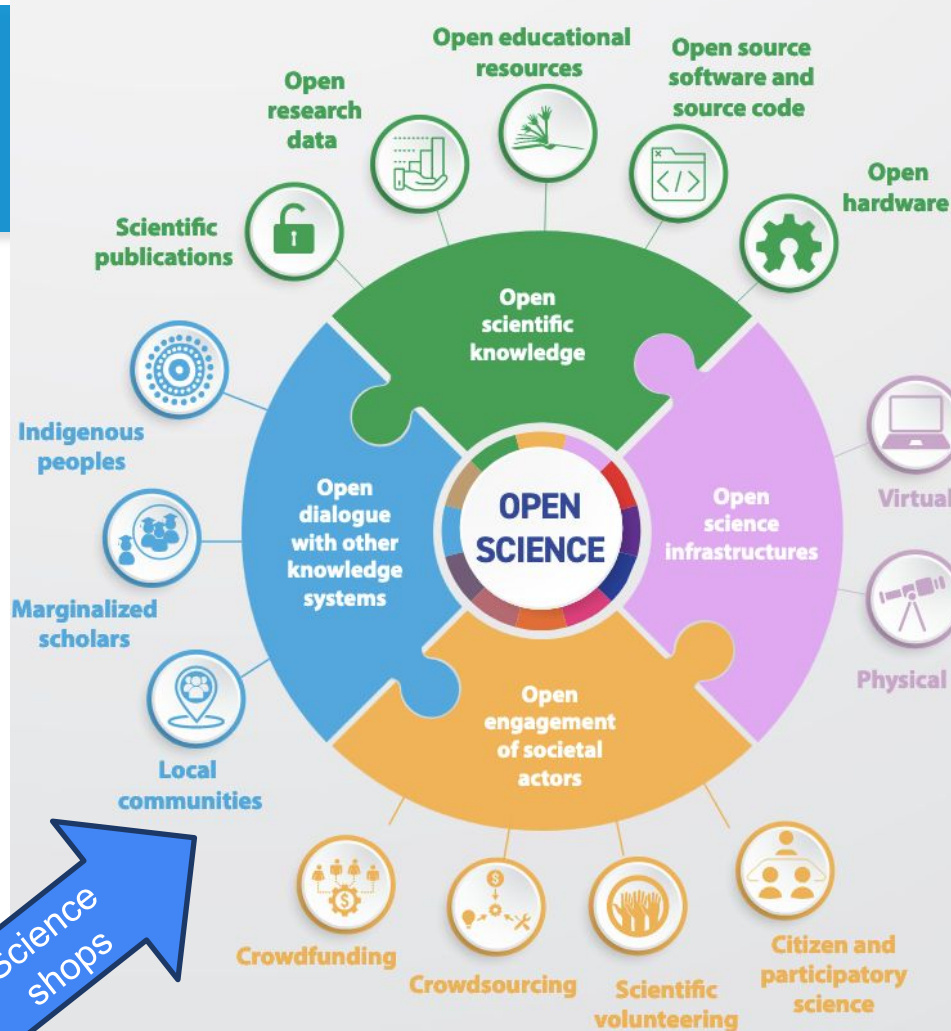 Open educational
resources
Open source
software and
source code
Open
research
data
Open
hardware
Scientific
publications
Open
scientific
knowledge
Indigenous
peoples
Open
dialogue
with other
knowledge
systems
OPEN
SCIENCE
Open
science
infrastructures
Virtual
Marginalized
scholars
Physical
Open
engagement
of societal
actors
Local
communities
Science
shops
Crowdfunding
Crowdsourcing
Scientific
volunteering
Citizen and
participatory
science